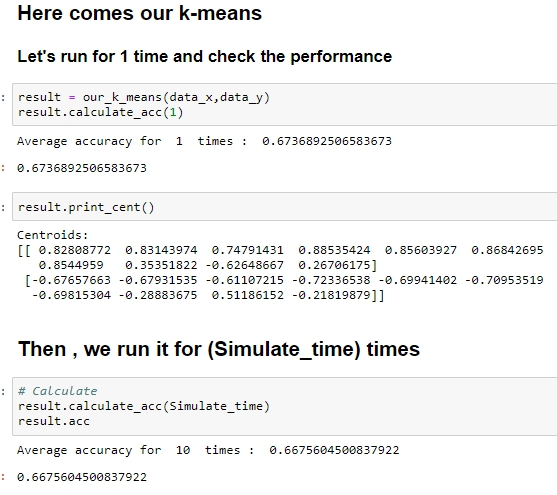 Here comes our k-means
Let's run for 1 time and check the performance
: result = our_k_means(data_x,data_y)
result.calculate_acc(1)
Average accuracy for  1  times :  0.6736892506583673
: 0.6736892506583673
: result.print_cent()
Centroids:
[[ 0.82808772  0.83143974  0.74791431  0.88535424  0.85603927  0.86842695
0.8544959   0.35351822 -0.62648667  0.26706175]
[-0.67657663 -0.67931535 -0.61107215 -0.72336538 -0.69941402 -0.70953519
-0.69815304 -0.28883675  0.51186152 -0.21819879]]
Then , we run it for (Simulate_time) times
: # Calculate
result.calculate_acc(Simulate_time)
result.acc
Average accuracy for  10  times :  0.6675604500837922
: 0.6675604500837922